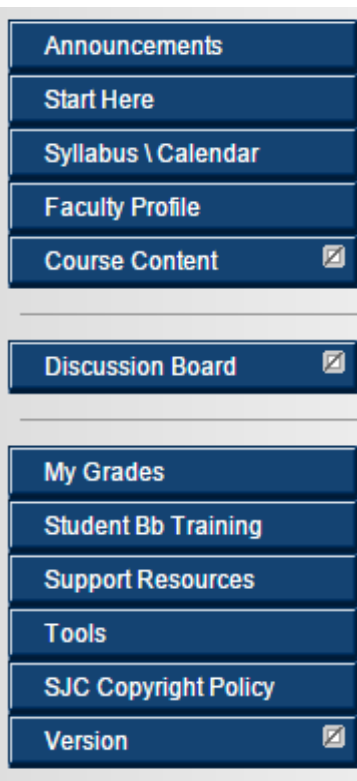 Announcements
Start Here
Syllabus \ Calendar
Faculty Profile
Course Content
Discussion Board
My Grades
Student Bb Training
Support Resources
Tools
SJC Copyright Policy
Version